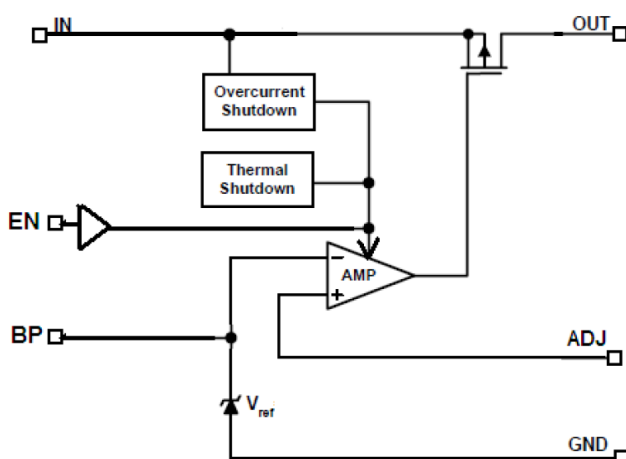 IN
OUT
Overcurrent
Shutdown
Thermal
Shutdown
EN
−
AMP
+
BP
ADJ
Vref
GND